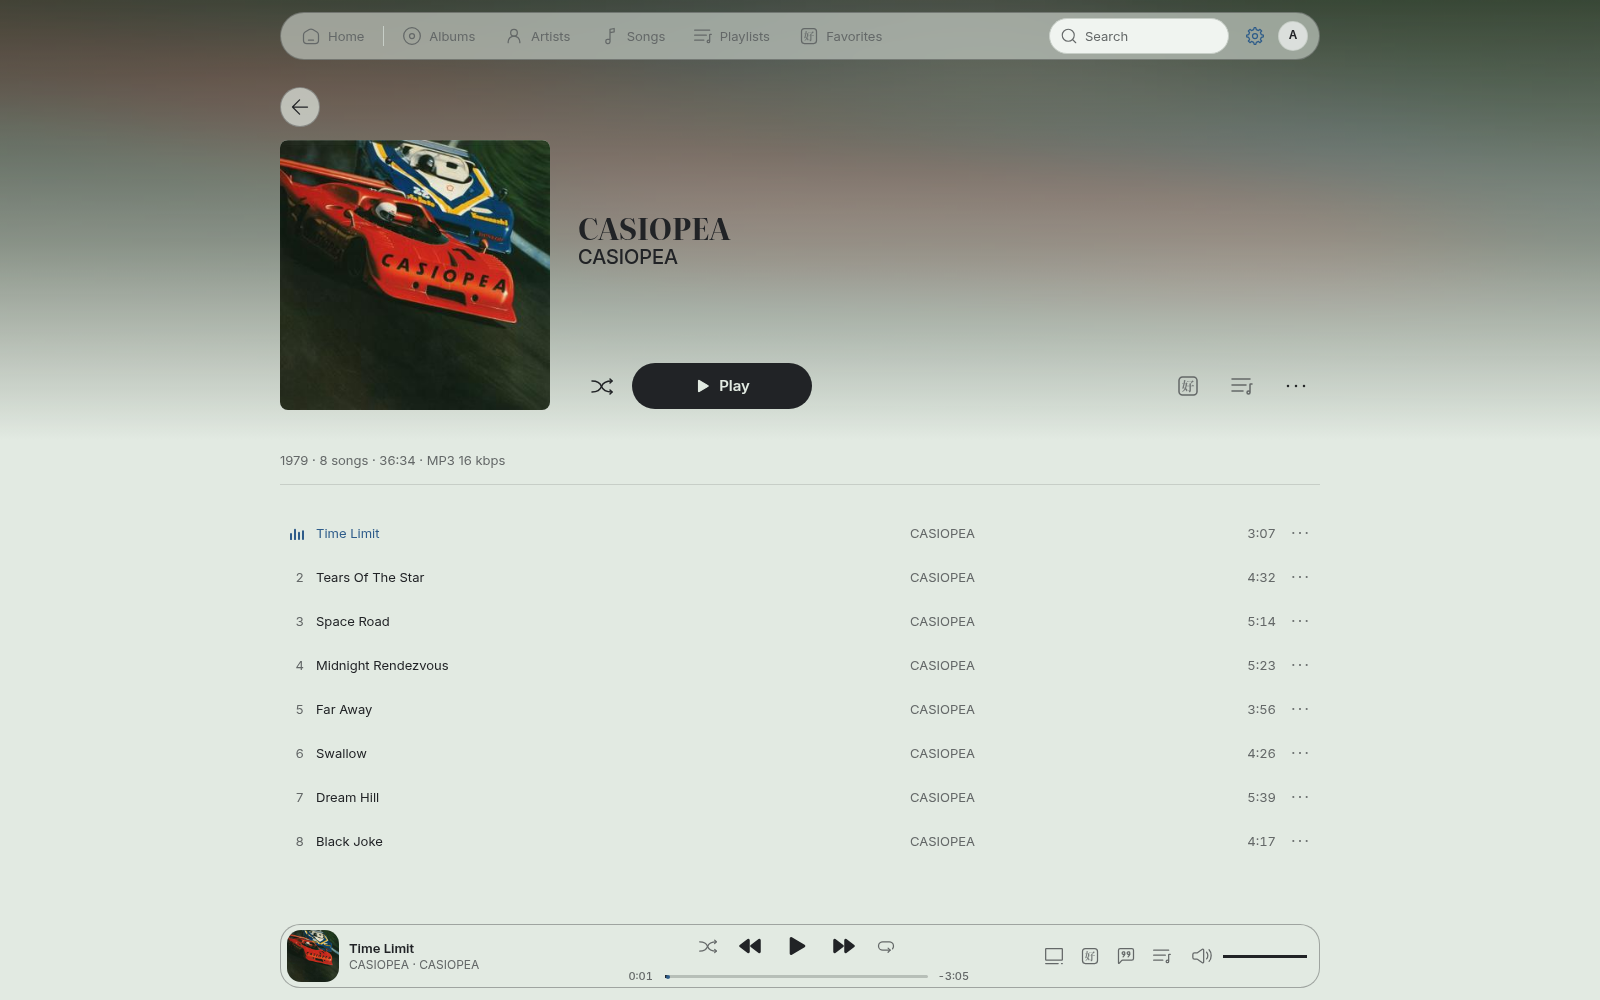 Home
Albums
Artists
Songs
Playlists
好
Favorites
Search
A
CASIOPEA
CASIOPEA
CASIOPEA
Play
好
1979 · 8 songs · 36:34 · MP3 16 kbps
Time Limit CASIOPEA 3:07
2 Tears Of The Star CASIOPEA 4:32
3 Space Road CASIOPEA 5:14
4 Midnight Rendezvous CASIOPEA 5:23
5 Far Away CASIOPEA 3:56
6 Swallow CASIOPEA 4:26
7 Dream Hill CASIOPEA 5:39
8 Black Joke CASIOPEA 4:17
Time Limit
CASIOPEA · CASIOPEA
0:01
-3:05
好